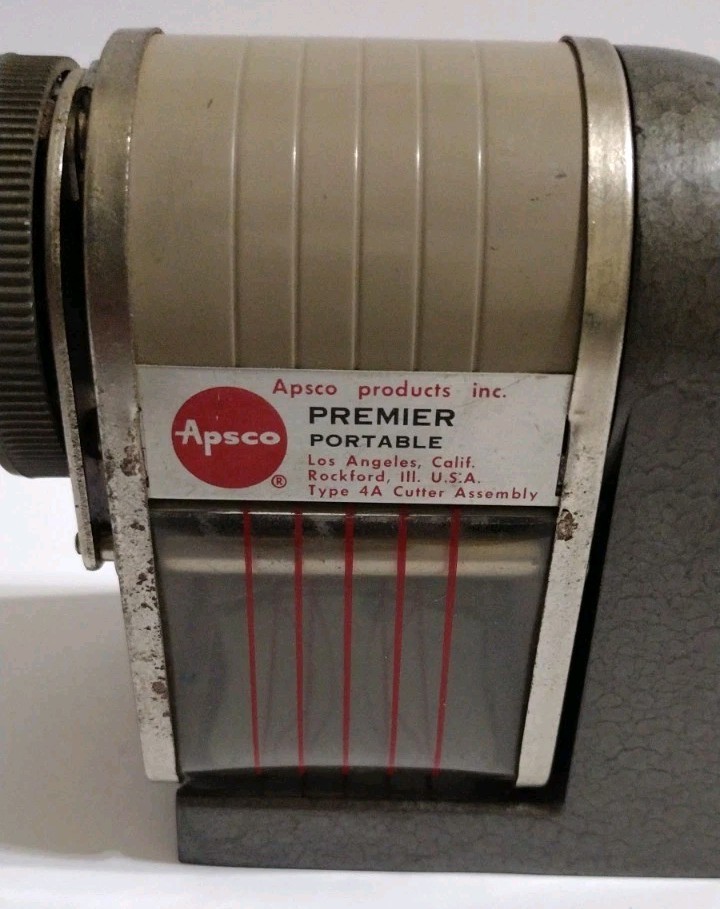 Apsco products inc.
Apsco
PREMIER
PORTABLE
Los Angeles, Calif.
Rockford, Ill. U.S.A.
® Type 4A Cutter Assembly